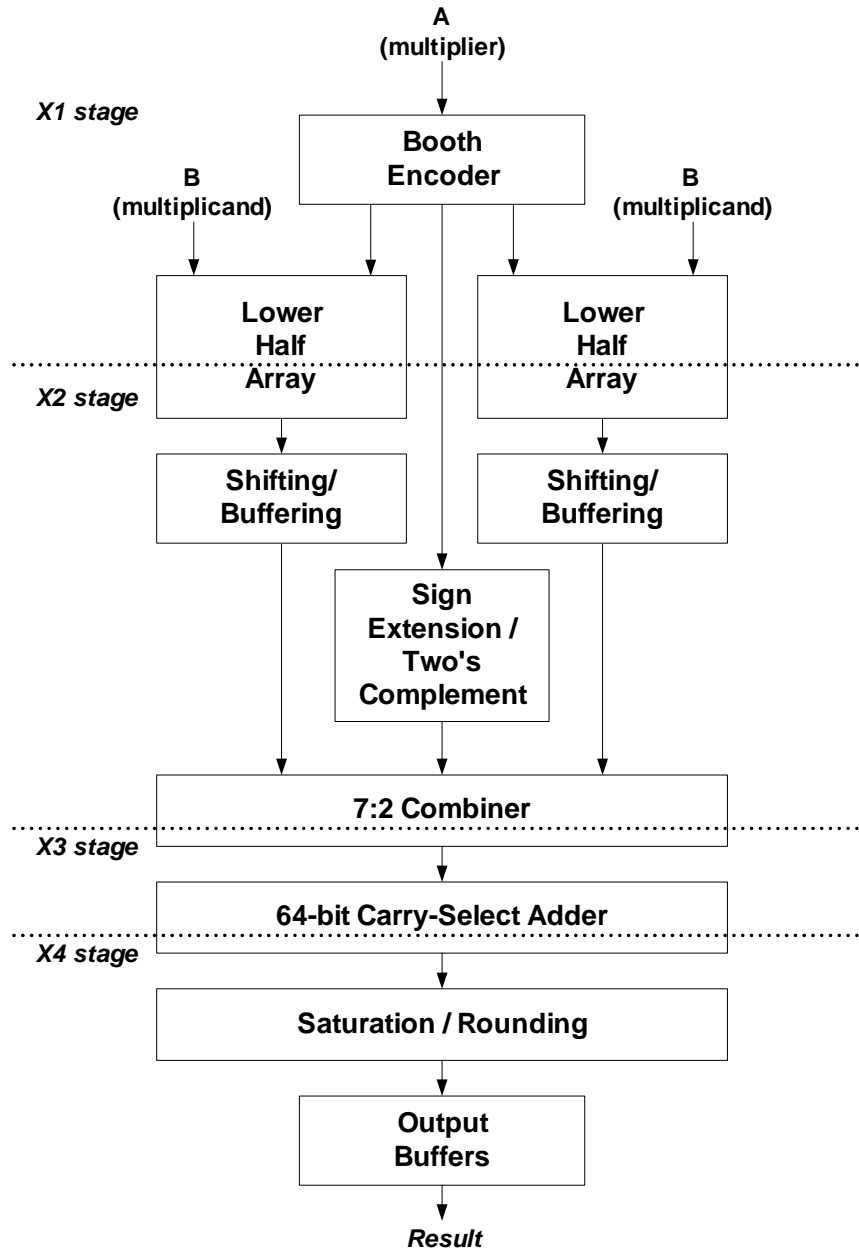 A
(multiplier)
X1 stage
Booth
Encoder
B
(multiplicand)
B
(multiplicand)
Lower
Half
Array
Lower
Half
Array
X2 stage
Shifting/
Buffering
Shifting/
Buffering
Sign
Extension /
Two's
Complement
7:2 Combiner
X3 stage
64-bit Carry-Select Adder
X4 stage
Saturation / Rounding
Output
Buffers
Result